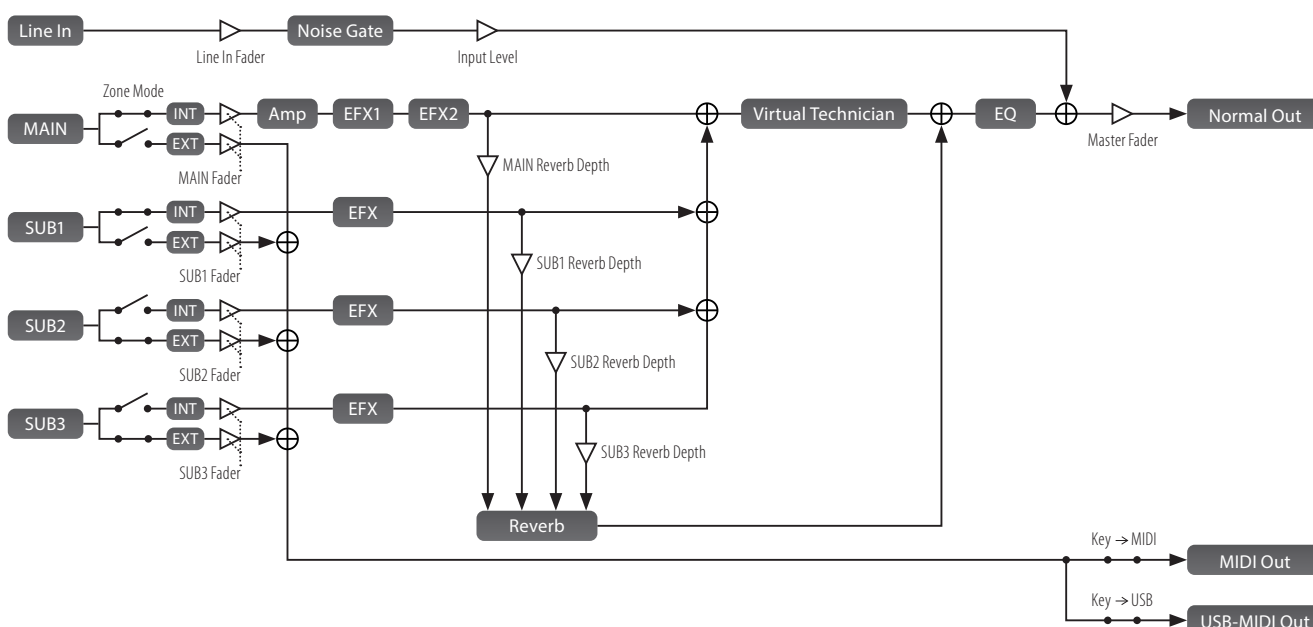 Line In
Line In Fader
Noise Gate
Input Level
Zone Mode
MAIN
INT
EXT
MAIN Fader
Amp
EFX1
EFX2
MAIN Reverb Depth
Virtual Technician
EQ
Master Fader
Normal Out
SUB1
INT
EXT
SUB1 Fader
EFX
SUB1 Reverb Depth
SUB2
INT
EXT
SUB2 Fader
EFX
SUB2 Reverb Depth
SUB3
INT
EXT
SUB3 Fader
EFX
SUB3 Reverb Depth
Reverb
Key → MIDI
MIDI Out
Key → USB
USB-MIDI Out